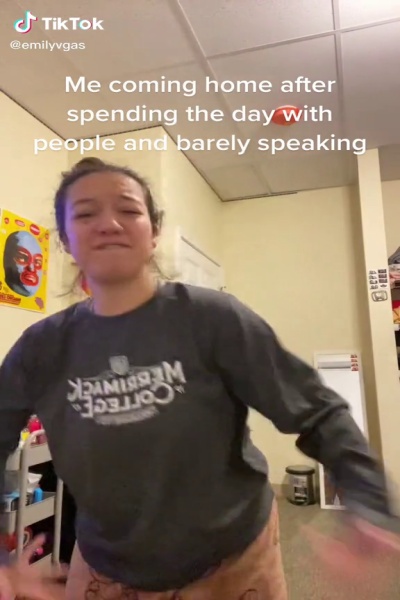 TikTok
@emilyvgas
Me coming home after
spending the day with
people and barely speaking
MERRIMACK
"COLLEGE"